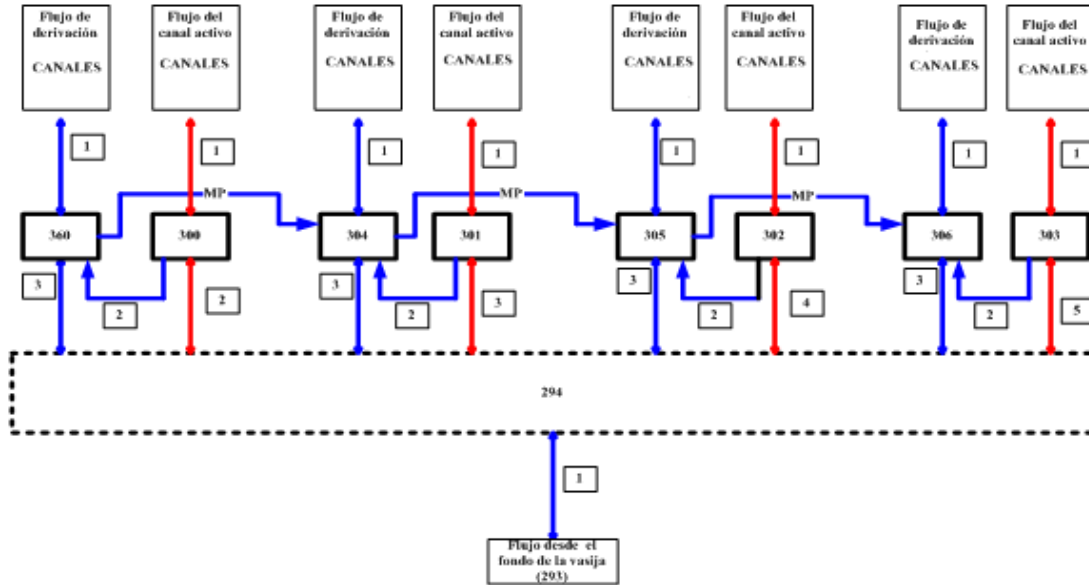 Flujo de
derivación
CANALES
Flujo del
canal activo
CANALES
Flujo de
derivación
CANALES
Flujo del
canal activo
CANALES
Flujo de
derivación
CANALES
Flujo del
canal activo
CANALES
Flujo de
derivación
CANALES
Flujo del
canal activo
CANALES
1
1
1
1
1
1
1
1
MP
MP
MP
360
300
304
301
305
302
306
303
3
2
2
3
2
3
3
2
4
3
2
5
294
1
Flujo desde el
fondo de la vasija
(293)